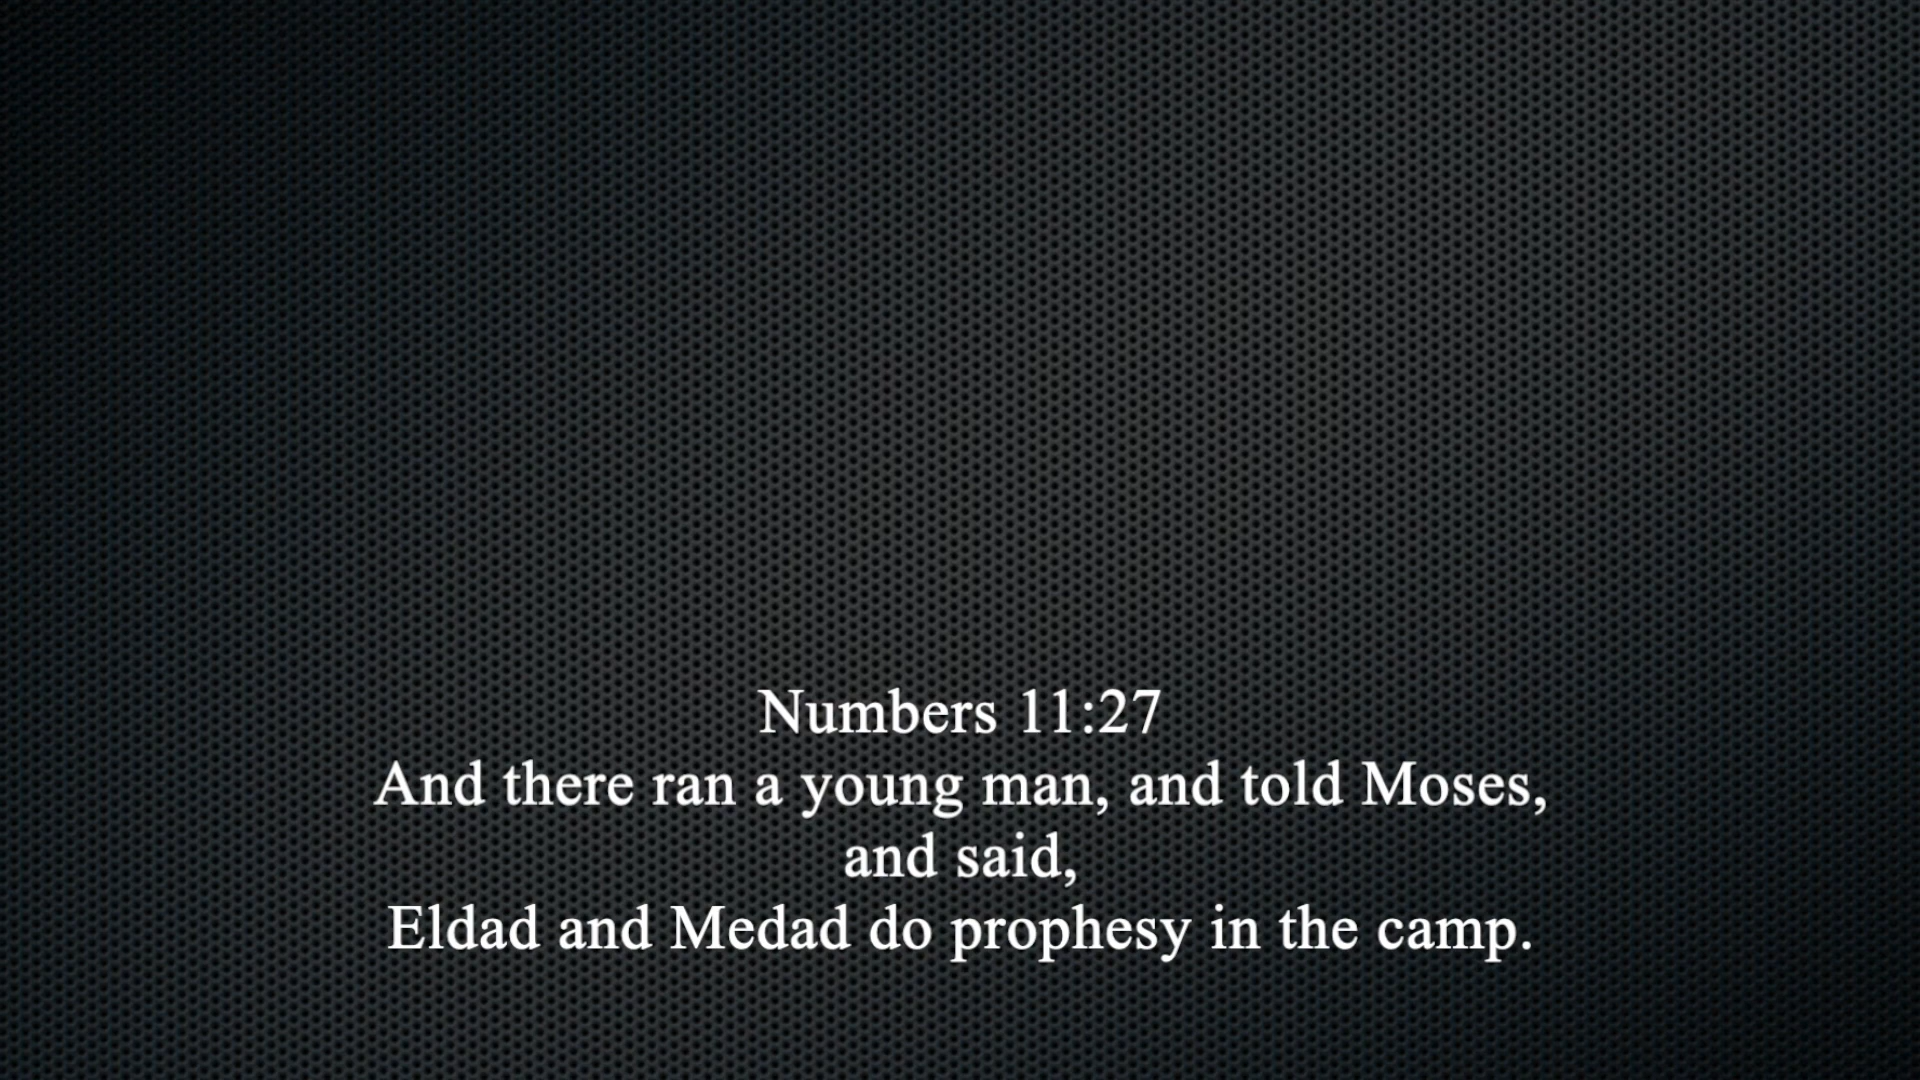 Numbers 11:27
And there ran a young man, and told Moses,
and said,
Eldad and Medad do prophesy in the camp.